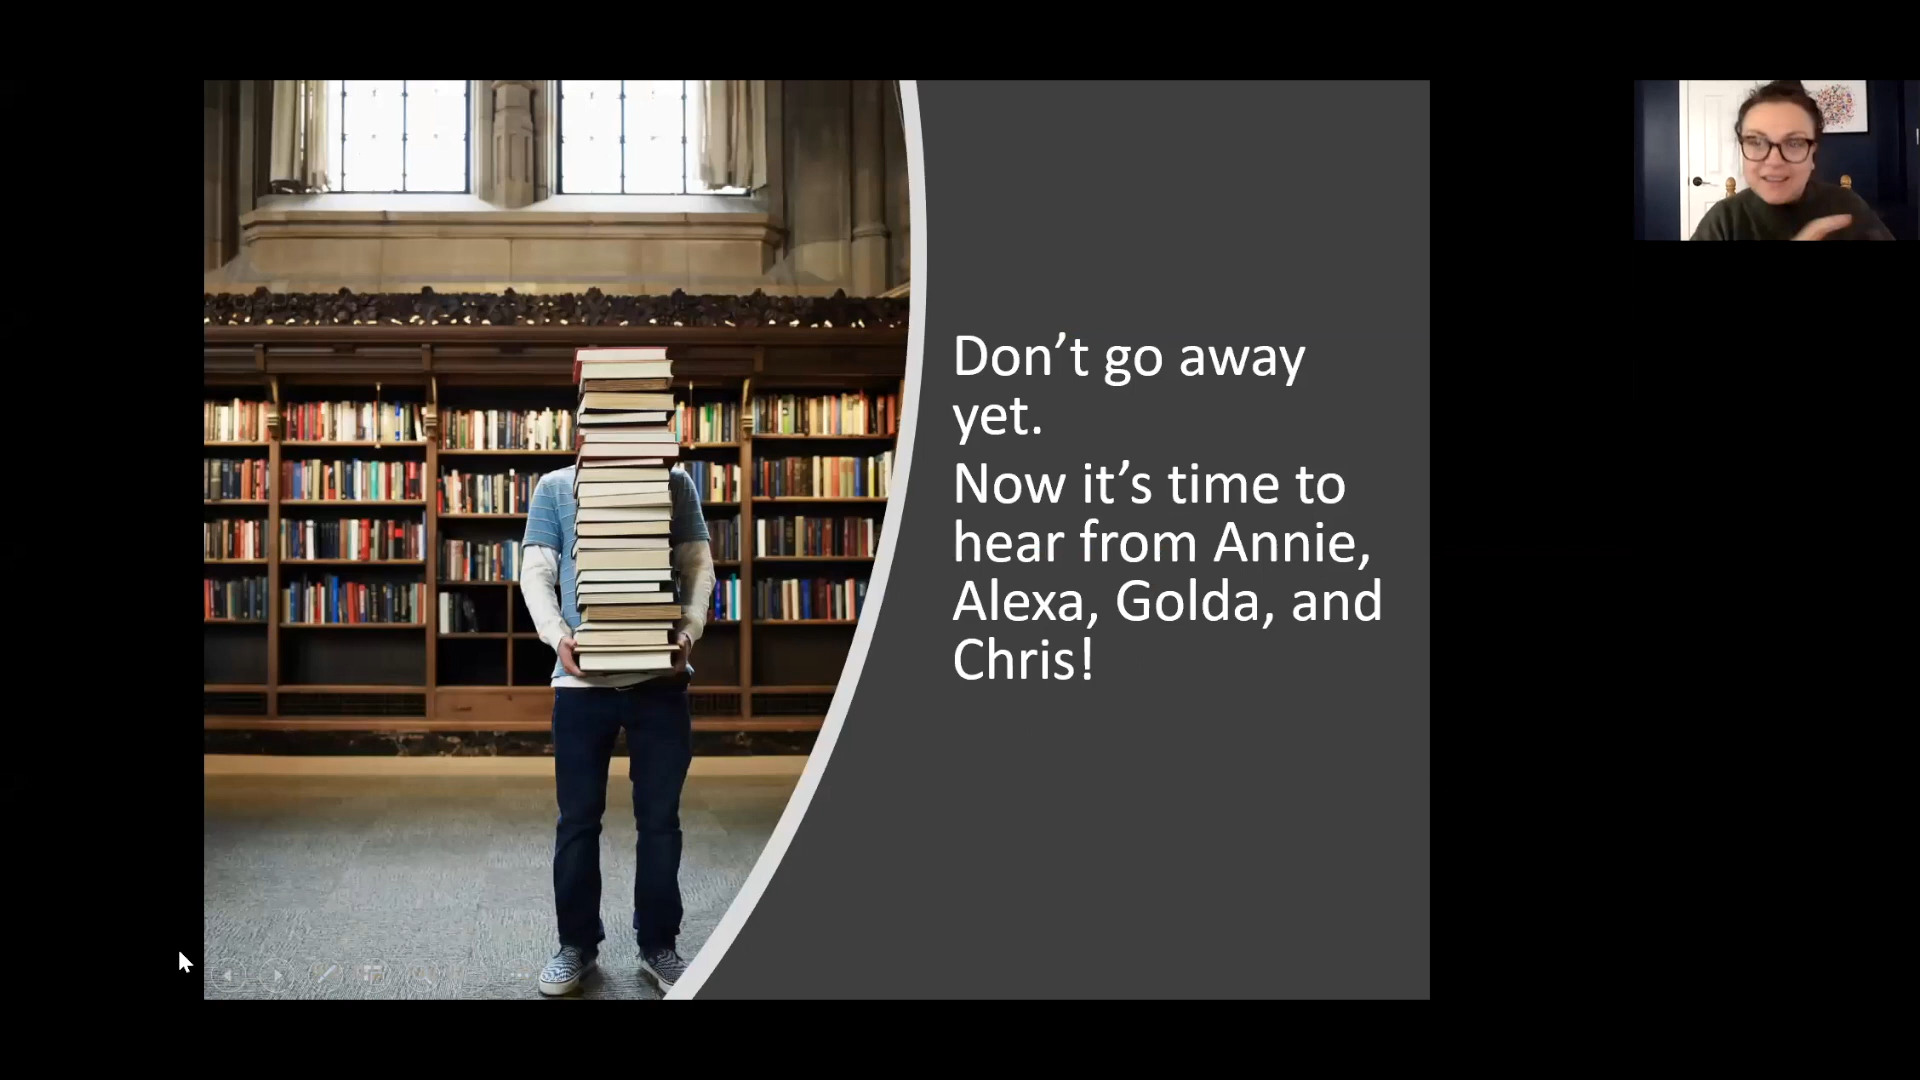 Don’t go away
yet.
Now it’s time to
hear from Annie,
Alexa, Golda, and
Chris!